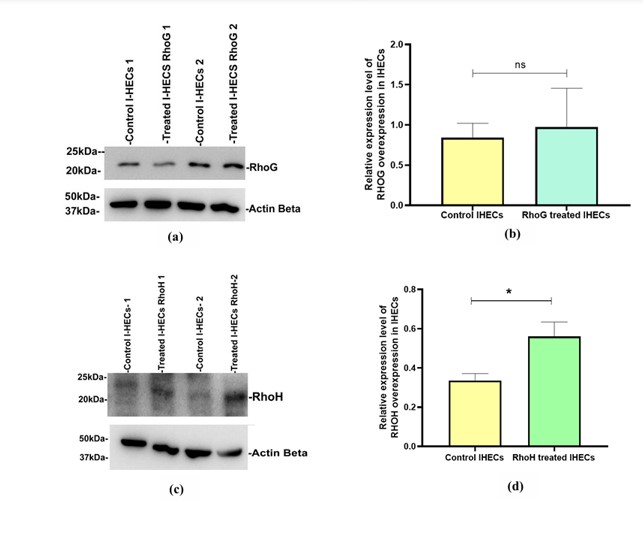 -Control I-HECs 1
-Treated I-HECS RhoG 1
-Control I-HECs 2
-Treated I-HECS RhoG 2
25kDa--
20kDa-
-RhoG
50kDa-
37kDa-
-Actin Beta
(a)
Relative expression level of
RHOG overexpression in IHECs
2.0
1.5
1.0
0.5
0.0
ns
Control IHECs
RhoG treated IHECs
(b)
-Control I-HECs- 1
-Treated I-HECs RhoH 1
-Control I-HECs- 2
-Treated I-HECs RhoH-2
25kDa-
20kDa-
-RhoH
50kDa-
37kDa-
-Actin Beta
(c)
Relative expression level of
RHOH overexpression in IHECs
0.8
0.6
0.4
0.2
0.0
*
Control IHECs
RhoH treated IHECs
(d)